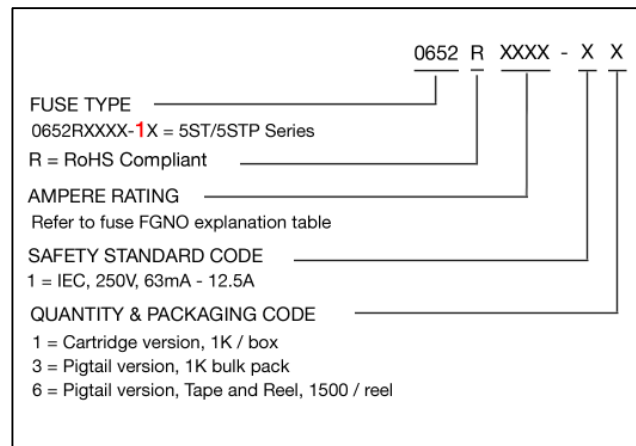 0652 R XXXX - X X
FUSE TYPE
0652RXXXX-1X = 5ST/5STP Series
R = RoHS Compliant
AMPERE RATING
Refer to fuse FGNO explanation table
SAFETY STANDARD CODE
1 = IEC, 250V, 63mA - 12.5A
QUANTITY & PACKAGING CODE
1 = Cartridge version, 1K / box
3 = Pigtail version, 1K bulk pack
6 = Pigtail version, Tape and Reel, 1500 / reel